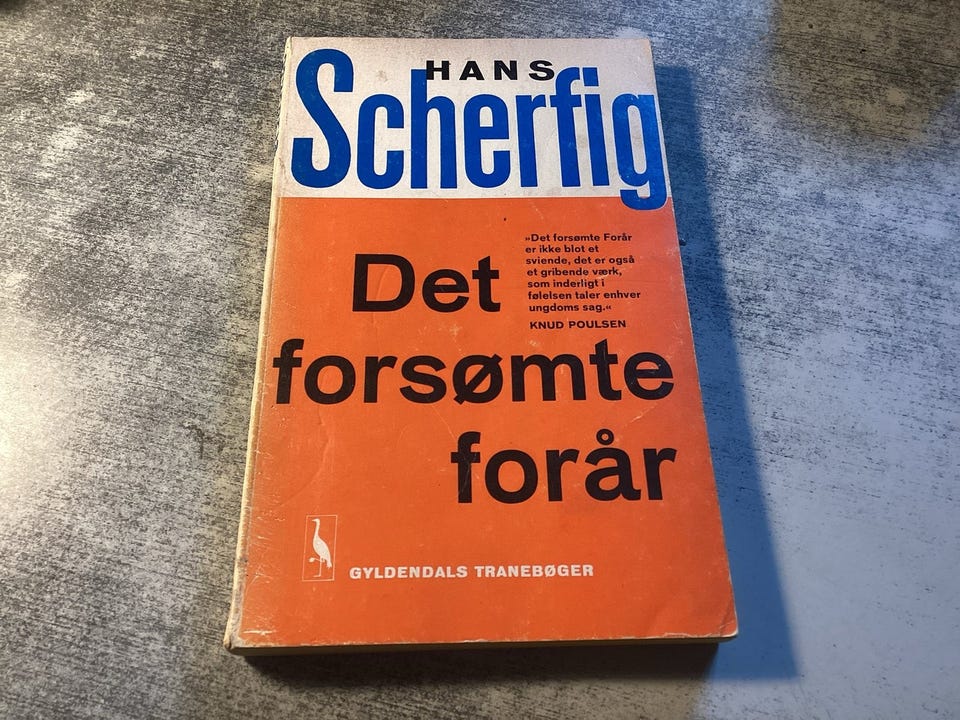 HANS
Scherfig
Det
forsømte
forår
»Det forsømte Forår
er ikke blot et
sviende, det er også
et gribende værk,
som inderligt i
følelsen taler enhver
ungdoms sag.«
KNUD POULSEN
GYLDENDALS TRANEBØGER